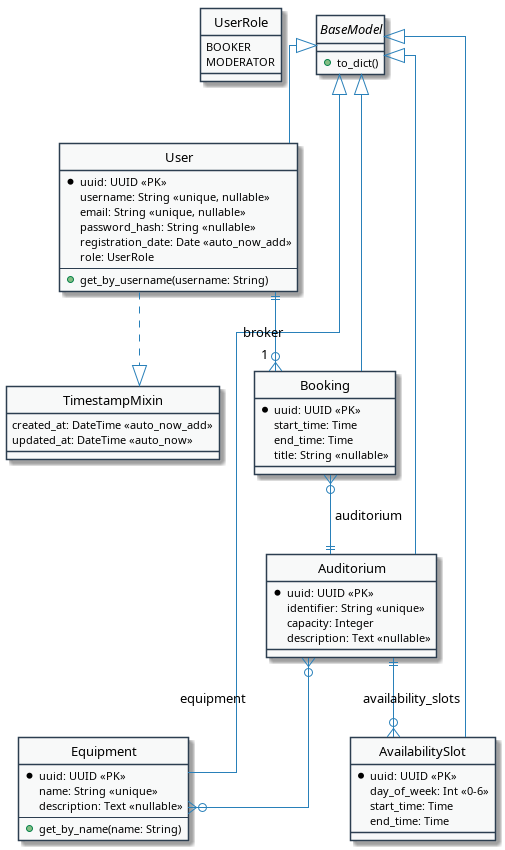 UserRole
BOOKER
MODERATOR
BaseModel
to_dict()
User
uuid: UUID «PK»
username: String «unique, nullable»
email: String «unique, nullable»
password_hash: String «nullable»
registration_date: Date «auto_now_add»
role: UserRole
get_by_username(username: String)
broker
1
TimestampMixin
created_at: DateTime «auto_now_add»
updated_at: DateTime «auto_now»
Booking
uuid: UUID «PK»
start_time: Time
end_time: Time
title: String «nullable»
auditorium
Auditorium
uuid: UUID «PK»
identifier: String «unique»
capacity: Integer
description: Text «nullable»
equipment
availability_slots
Equipment
uuid: UUID «PK»
name: String «unique»
description: Text «nullable»
get_by_name(name: String)
AvailabilitySlot
uuid: UUID «PK»
day_of_week: Int «0-6»
start_time: Time
end_time: Time